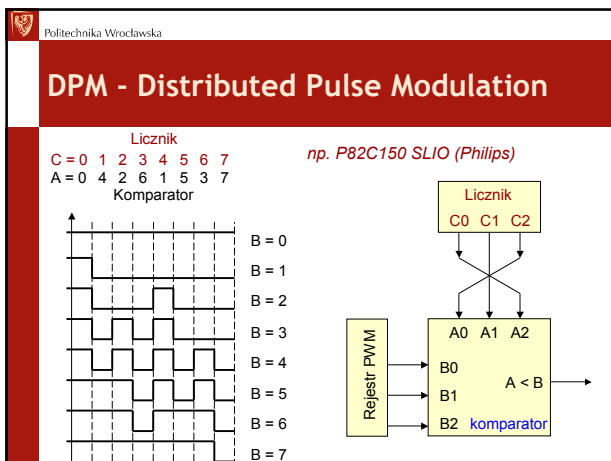 Politechnika Wrocławska
DPM - Distributed Pulse Modulation
Licznik
C = 0 1 2 3 4 5 6 7
A = 0 4 2 6 1 5 3 7
Komparator
B = 0
B = 1
B = 2
B = 3
B = 4
B = 5
B = 6
B = 7
np. P82C150 SLIO (Philips)
Licznik
C0 C1 C2
A0 A1 A2
Rejestr PWM
B0
B1
B2
A < B
komparator